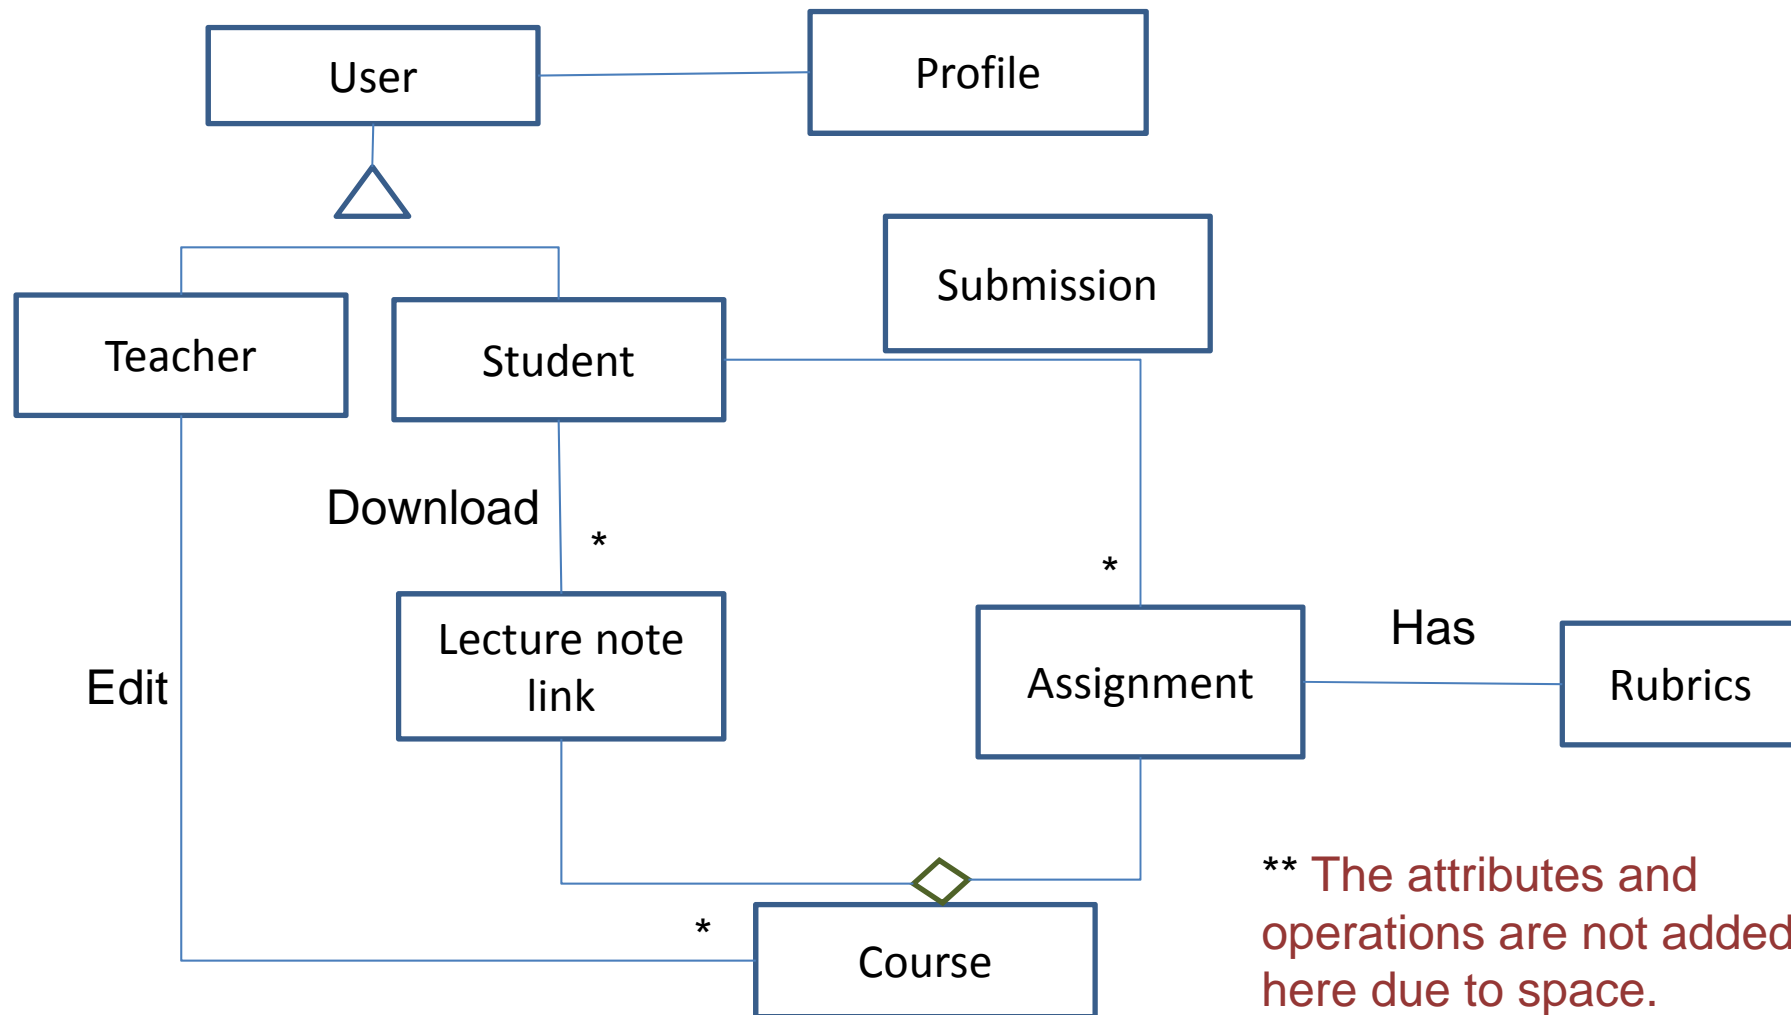 User
Profile
Submission
Teacher
Student
Download
*
*
Lecture note
link
Has
Edit
Assignment
Rubrics
** The attributes and
operations are not added
here due to space.
*
Course